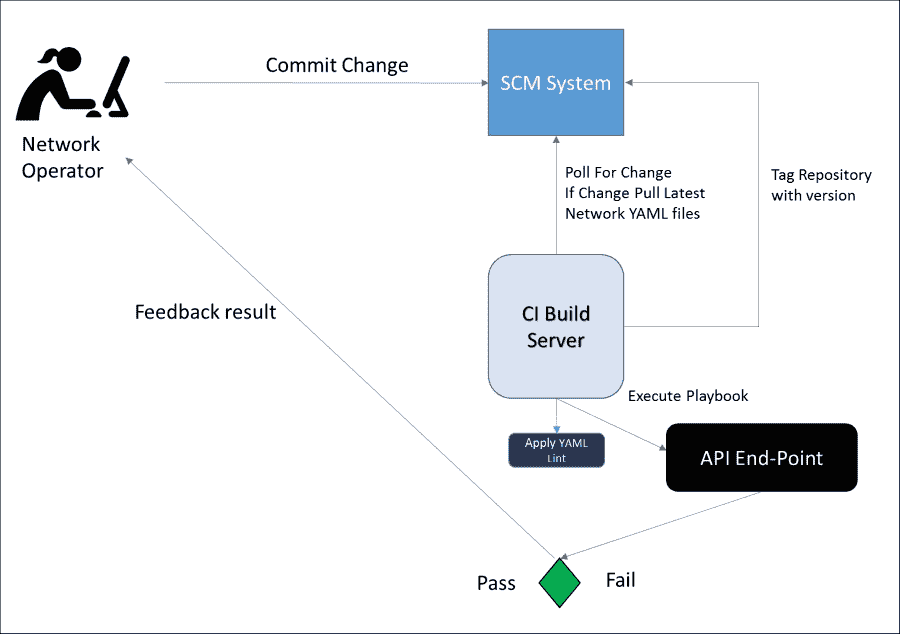 Commit Change
SCM System
Network
Operator
Poll For Change
If Change Pull Latest
Network YAML files
Tag Repository
with version
Feedback result
CI Build
Server
Execute Playbook
Apply YAML
Lint
API End-Point
Pass
Fail